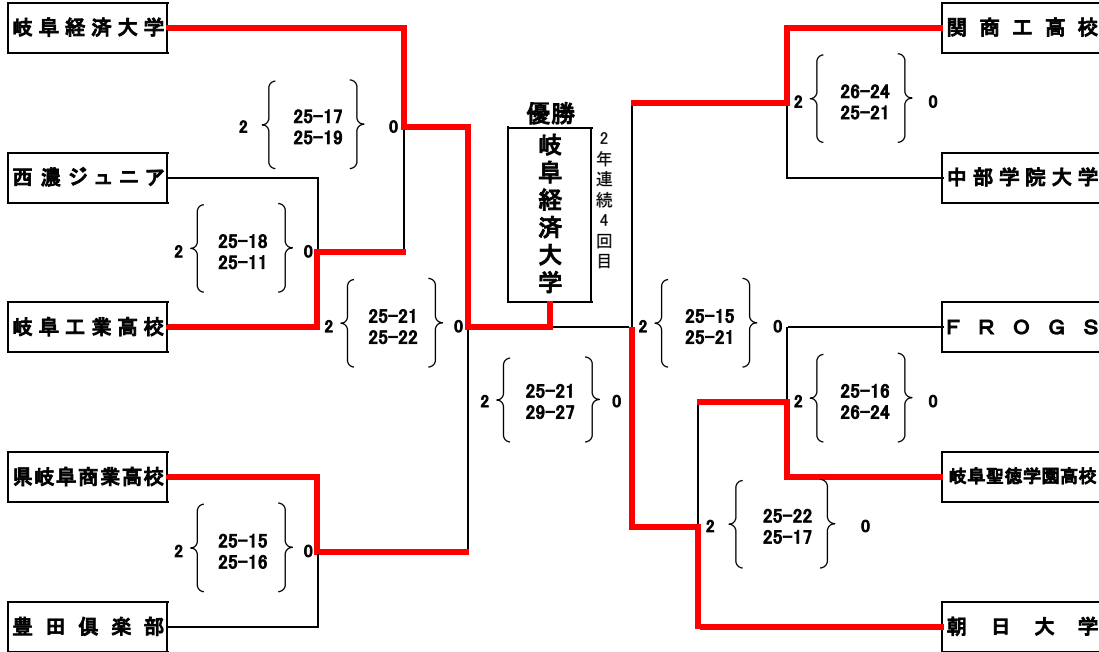 岐阜経済大学
関商工高校
2 25-17 0
25-19
2 26-24 0
25-21
優勝
岐阜経済大学
2年連続4回目
西濃ジュニア
中部学院大学
2 25-18 0
25-11
岐阜工業高校
2 25-21 0
25-22
2 25-15 0
25-21
FROGS
2 25-21 0
29-27
2 25-16 0
26-24
県岐阜商業高校
岐阜聖徳学園高校
2 25-15 0
25-16
2 25-22 0
25-17
豊田倶楽部
朝日大学